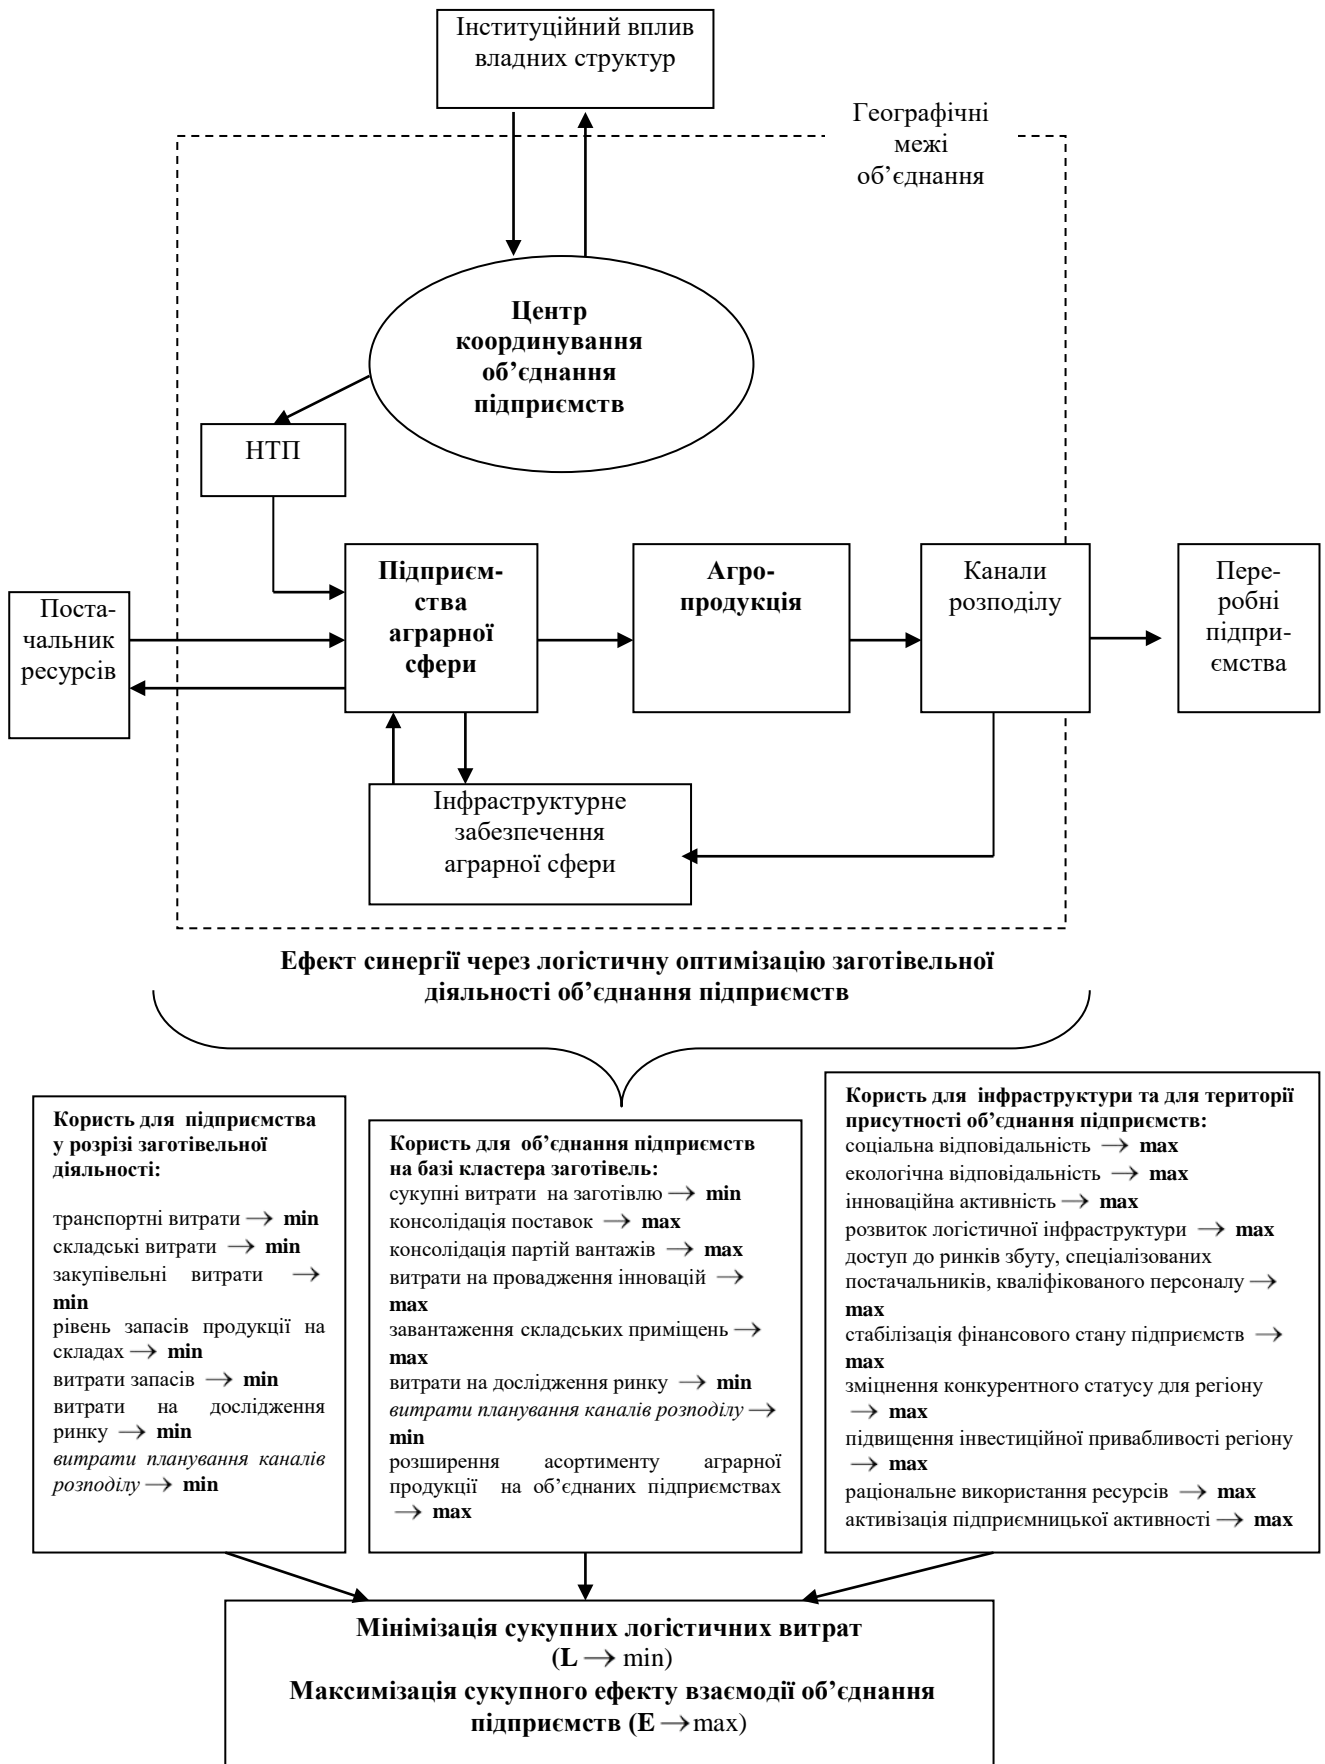 Інституційний вплив
владних структур
Географічні
межі
об’єднання
Центр
координування
об’єднання
підприємств
НТП
Поста-
чальник
ресурсів
Підприєм-
ства
аграрної
сфери
Агро-
продукція
Канали
розподілу
Пере-
робні
підпри-
ємства
Інфраструктурне
забезпечення
аграрної сфери
Ефект синергії через логістичну оптимізацію заготівельної
діяльності об’єднання підприємств
Користь для підприємства
у розрізі заготівельної
діяльності:
транспортні витрати → min
складські витрати → min
закупівельні витрати →
min
рівень запасів продукції на
складах → min
витрати запасів → min
витрати на дослідження
ринку → min
витрати планування каналів
розподілу → min
Користь для об’єднання підприємств
на базі кластера заготівель:
сукупні витрати на заготівлю → min
консолідація поставок → max
консолідація партій вантажів → max
витрати на провадження інновацій →
max
завантаження складських приміщень →
max
витрати на дослідження ринку → min
витрати планування каналів розподілу →
min
розширення асортименту аграрної
продукції на об’єднаних підприємствах
→ max
Користь для інфраструктури та для території
присутності об’єднання підприємств:
соціальна відповідальність → max
екологічна відповідальність → max
інноваційна активність → max
розвиток логістичної інфраструктури → max
доступ до ринків збуту, спеціалізованих
постачальників, кваліфікованого персоналу →
max
стабілізація фінансового стану підприємств →
max
зміцнення конкурентного статусу для регіону
→ max
підвищення інвестиційної привабливості регіону
→ max
раціональне використання ресурсів → max
активізація підприємницької активності → max
Мінімізація сукупних логістичних витрат
(L → min)
Максимізація сукупного ефекту взаємодії об’єднання
підприємств (E → max)